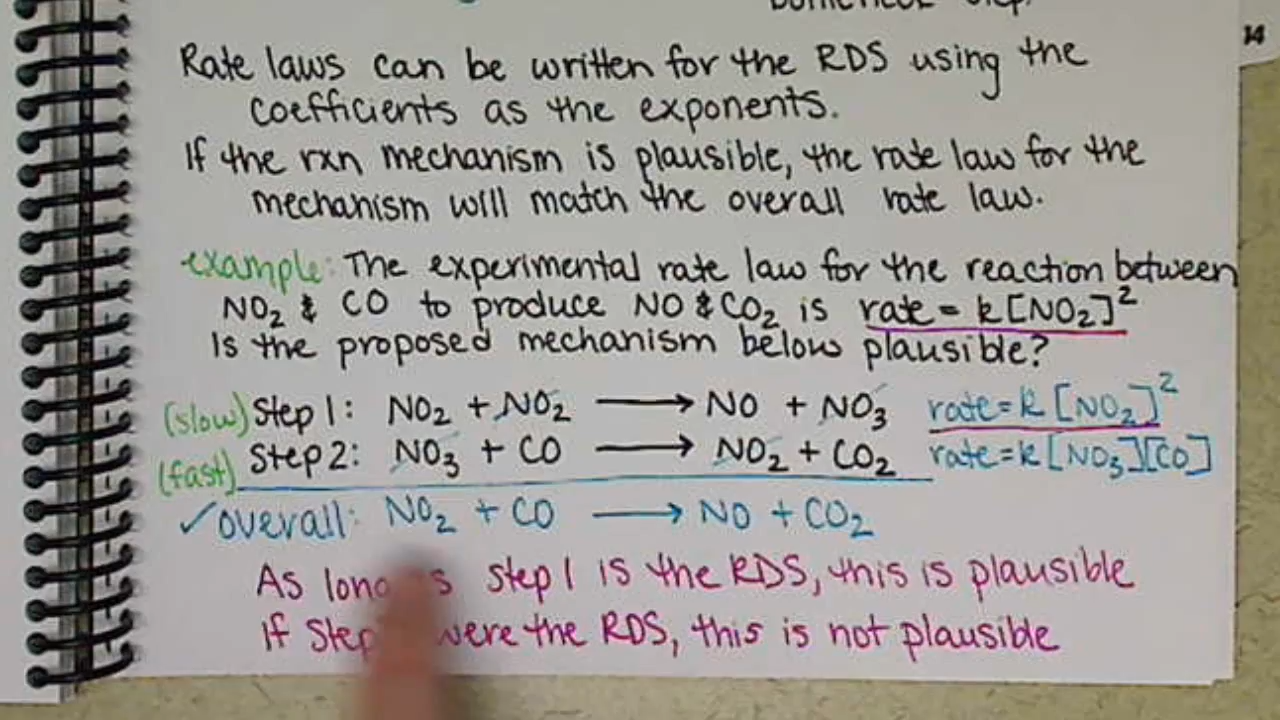 step.
14
Rate laws can be written for the RDS using the
coefficients as the exponents.
If the rxn mechanism is plausible, the rate law for the
mechanism will match the overall rate law.
example: The experimental rate law for the reaction between
NO₂ & CO to produce NO & CO₂ is rate = k[NO₂]²
Is the proposed mechanism below plausible?
(slow) Step 1: NO₂ + NO₂ ⟶ NO + NO₃ rate = k[NO₂]²
(fast) Step 2: NO₃ + CO ⟶ NO₂ + CO₂ rate = k[NO₃][CO]
✓ overall: NO₂ + CO ⟶ NO + CO₂
As long step 1 is the RDS, this is plausible
If Step were the RDS, this is not plausible